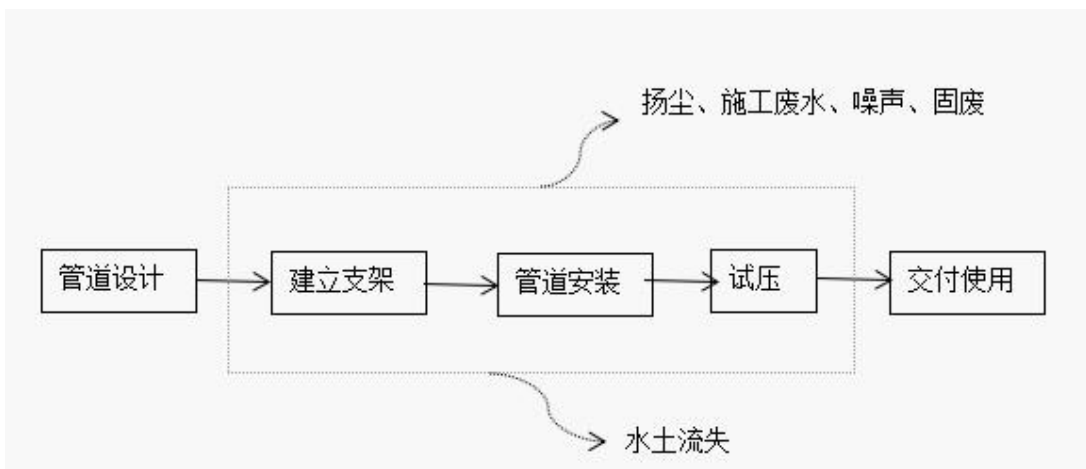 扬尘、施工废水、噪声、固废
管道设计
建立支架
管道安装
试压
交付使用
水土流失